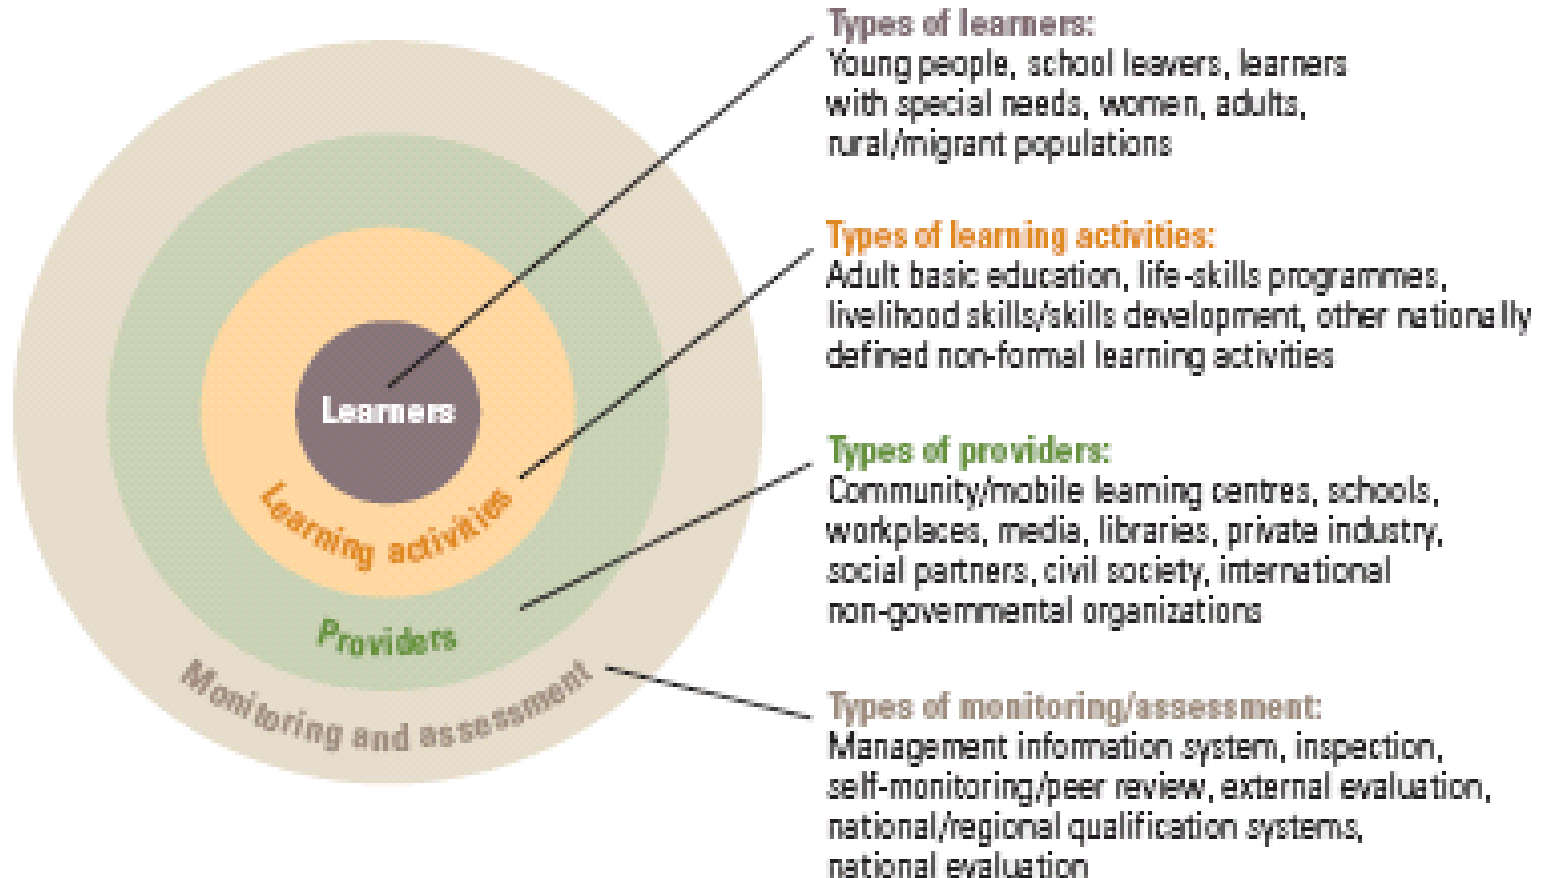 Types of learners:
Young people, school leavers, learners
with special needs, women, adults,
rural/migrant populations
Types of learning activities:
Adult basic education, life-skills programmes,
livelihood skills/skills development, other nationally
defined non-formal learning activities
Types of providers:
Community/mobile learning centres, schools,
workplaces, media, libraries, private industry,
social partners, civil society, international
non-governmental organizations
Types of monitoring/assessment:
Management information system, inspection,
self-monitoring/peer review, external evaluation,
national/regional qualification systems,
national evaluation
Learners
Learning activities
Providers
Monitoring and assessment